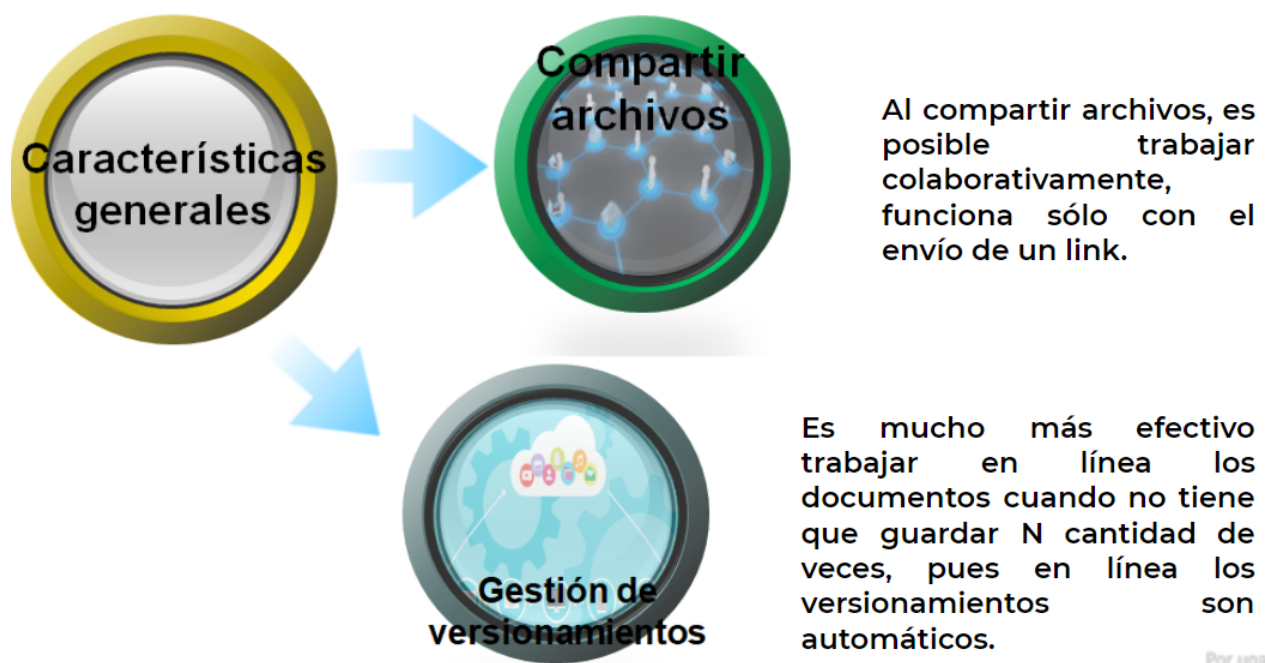 Características
generales
Compartir
archivos
Al compartir archivos, es
posible trabajar
colaborativamente,
funciona sólo con el
envío de un link.
Gestión de
versionamientos
Es mucho más efectivo
trabajar en línea los
documentos cuando no tiene
que guardar N cantidad de
veces, pues en línea los
versionamientos son
automáticos.
Por una